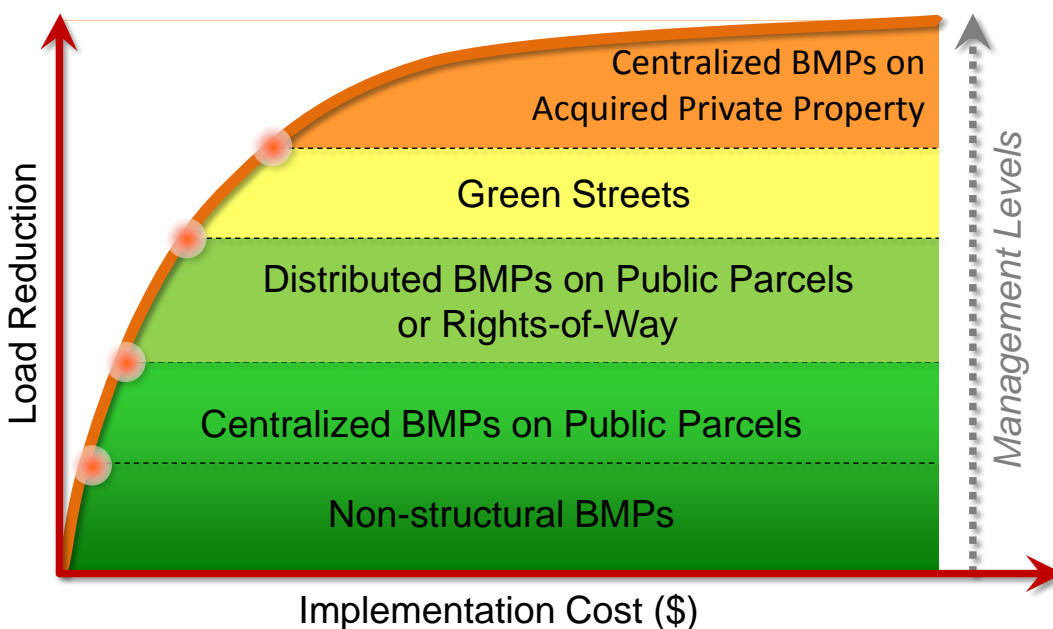 Centralized BMPs on
Acquired Private Property
Green Streets
Distributed BMPs on Public Parcels
or Rights-of-Way
Centralized BMPs on Public Parcels
Non-structural BMPs
Load Reduction
Management Levels
Implementation Cost ($)